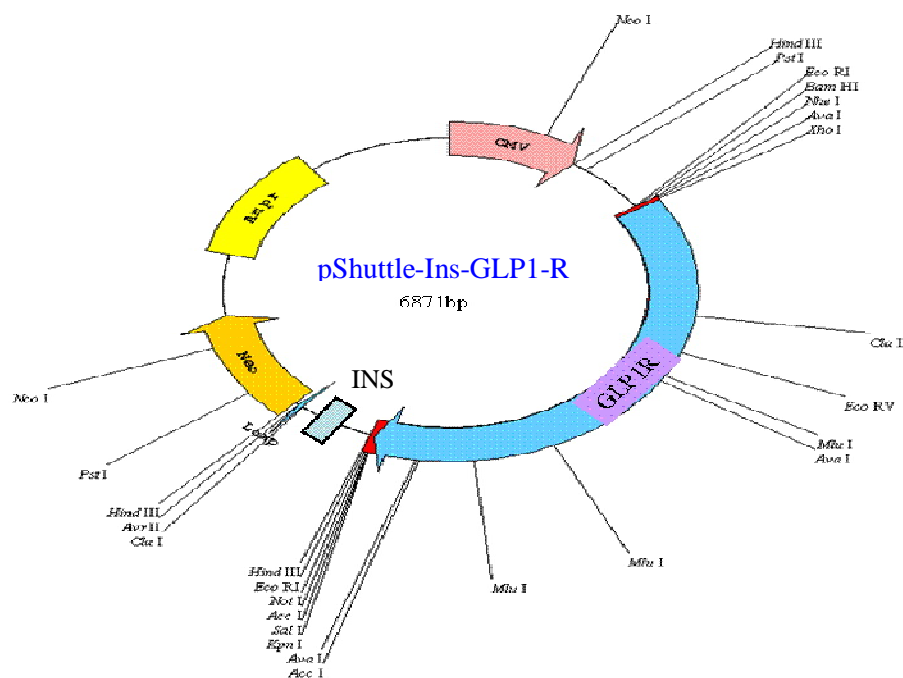 Nco I
Hind III
Pst I
Eco RI
Bam HI
Nhe I
Ava I
Xho I
CMV
Ampr
pShuttle-Ins-GLP1-R
6871bp
Cla I
GLP1R
Eco RV
Mlu I
Ava I
Neo
INS
Nco I
Pst I
Hind III
Avr II
Cla I
Hind III
Eco RI
Not I
Acc I
Sal I
Kpn I
Ava I
Acc I
Mlu I
Mlu I